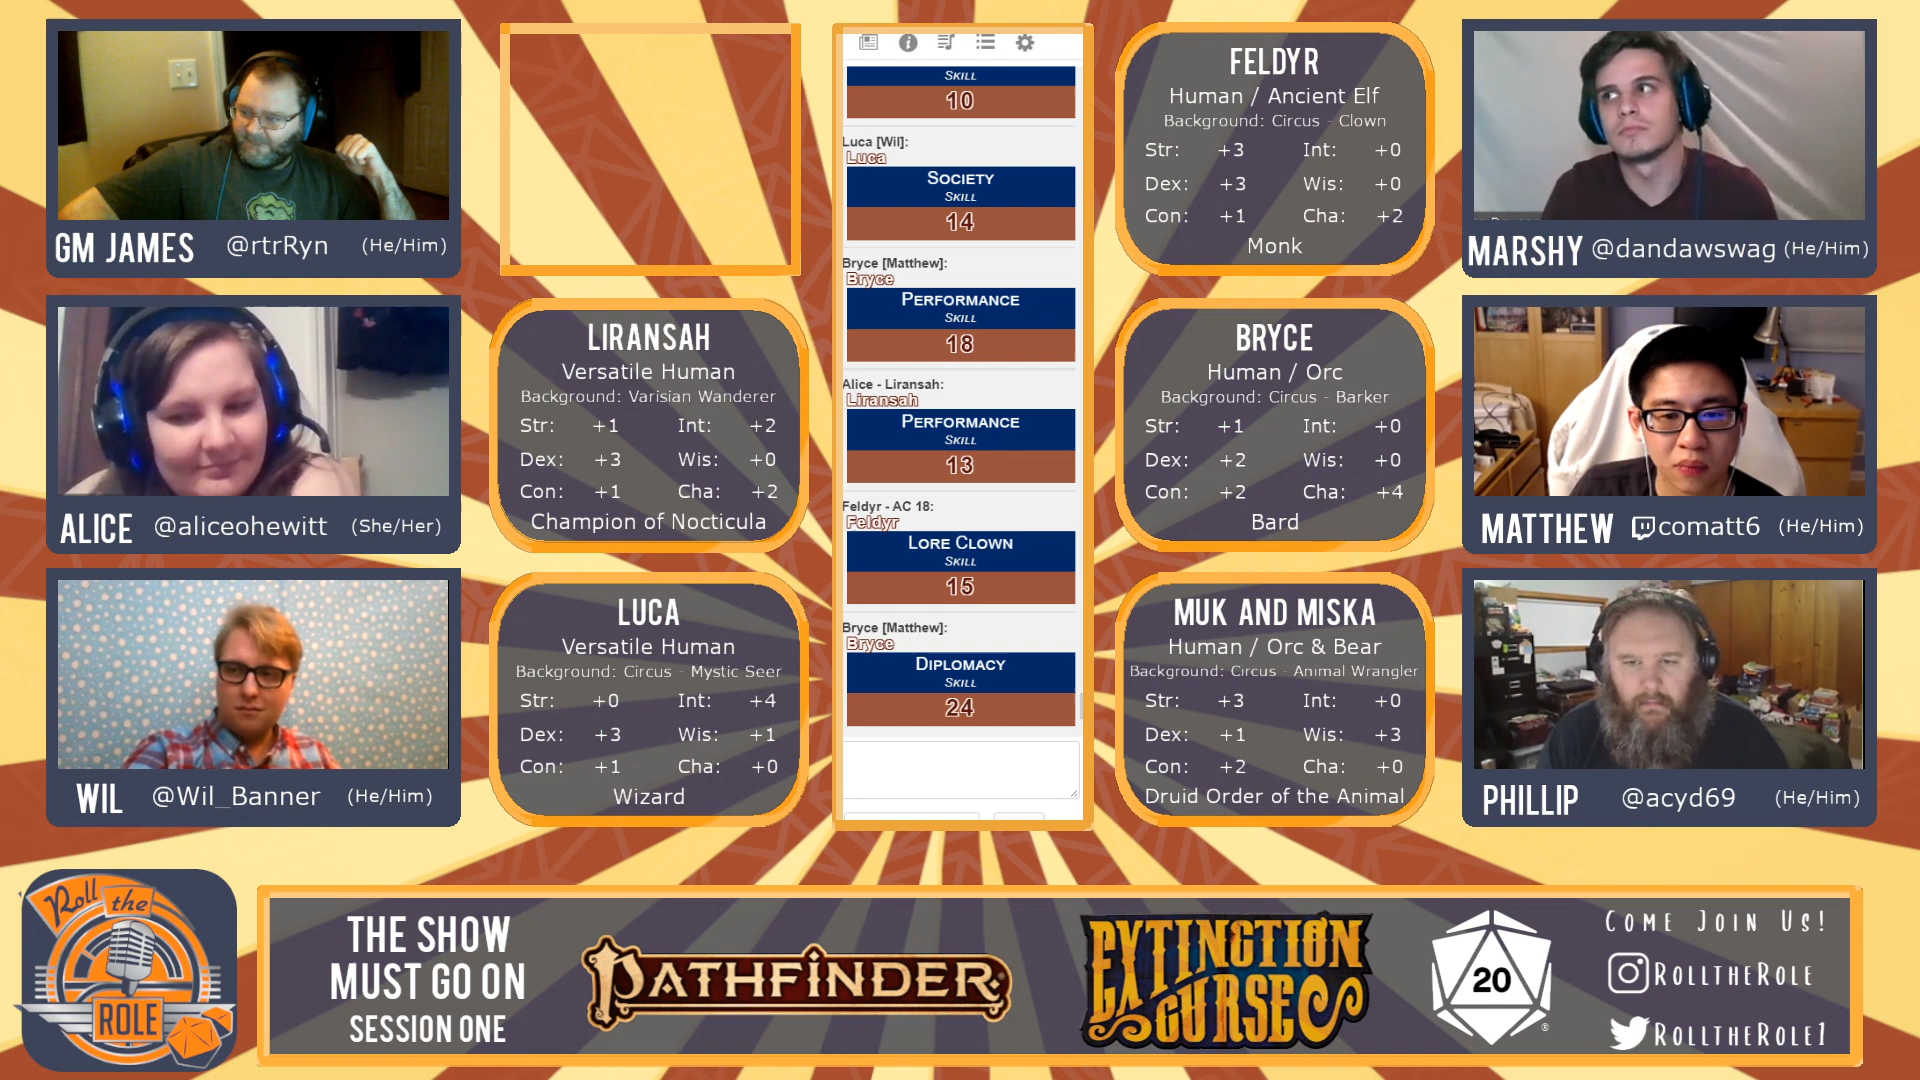 GM JAMES @rtrRyn (He/Him)
ALICE @aliceohewitt (She/Her)
WIL @Wil_Banner (He/Him)
LIRANSAH
Versatile Human
Background: Varisian Wanderer
Str: +1 Int: +2
Dex: +3 Wis: +0
Con: +1 Cha: +2
Champion of Nocticula
LUCA
Versatile Human
Background: Circus - Mystic Seer
Str: +0 Int: +4
Dex: +3 Wis: +1
Con: +1 Cha: +0
Wizard
SKILL
10
Luca [Wil]:
Luca
SOCIETY
SKILL
14
Bryce [Matthew]:
Bryce
PERFORMANCE
SKILL
18
Alice - Liransah:
Liransah
PERFORMANCE
SKILL
13
Feldyr - AC 18:
Feldyr
LORE CLOWN
SKILL
15
Bryce [Matthew]:
Bryce
DIPLOMACY
SKILL
24
FELDYR
Human / Ancient Elf
Background: Circus - Clown
Str: +3 Int: +0
Dex: +3 Wis: +0
Con: +1 Cha: +2
Monk
BRYCE
Human / Orc
Background: Circus - Barker
Str: +1 Int: +0
Dex: +2 Wis: +0
Con: +2 Cha: +4
Bard
MUK AND MISKA
Human / Orc & Bear
Background: Circus - Animal Wrangler
Str: +3 Int: +0
Dex: +1 Wis: +3
Con: +2 Cha: +0
Druid Order of the Animal
MARSHY @dandawswag (He/Him)
MATTHEW comatt6 (He/Him)
PHILLIP @acyd69 (He/Him)
Roll the
ROLE
THE SHOW
MUST GO ON
SESSION ONE
PATHFINDER
EXTINCTION
CURSE
20
®
COME JOIN US!
ROLLTHEROLE
ROLLTHEROLE1